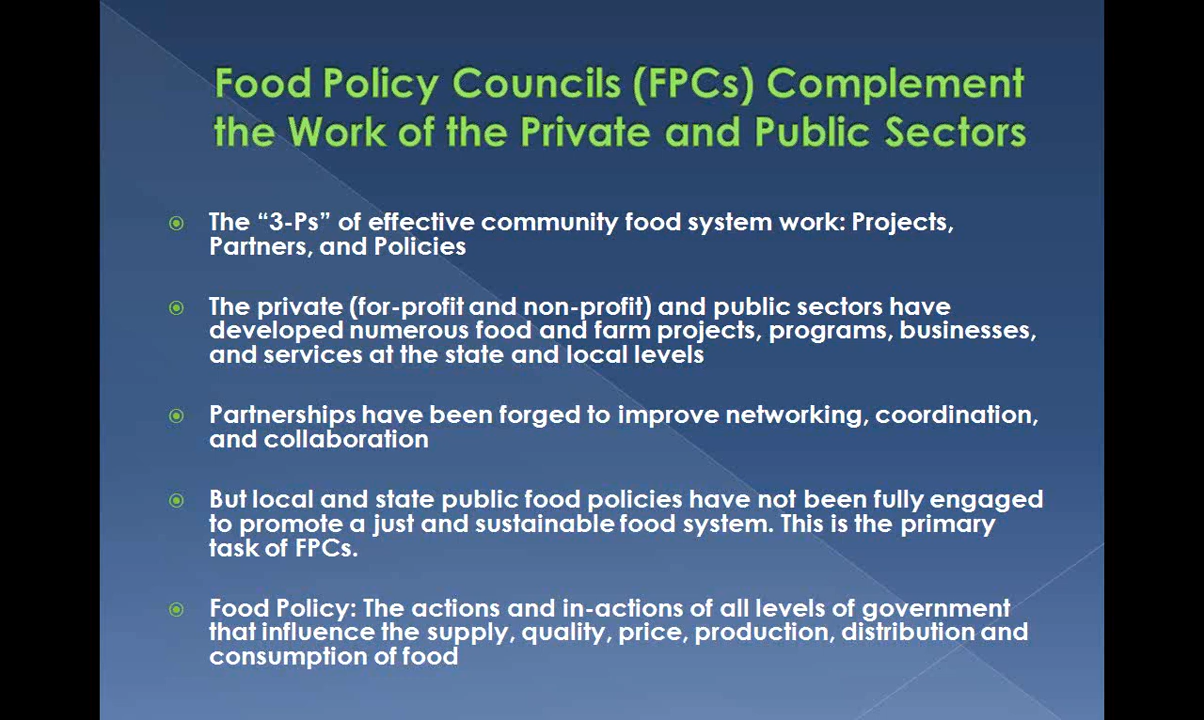 Food Policy Councils (FPCs) Complement
the Work of the Private and Public Sectors
The “3-Ps” of effective community food system work: Projects,
Partners, and Policies
The private (for-profit and non-profit) and public sectors have
developed numerous food and farm projects, programs, businesses,
and services at the state and local levels
Partnerships have been forged to improve networking, coordination,
and collaboration
But local and state public food policies have not been fully engaged
to promote a just and sustainable food system. This is the primary
task of FPCs.
Food Policy: The actions and in-actions of all levels of government
that influence the supply, quality, price, production, distribution and
consumption of food